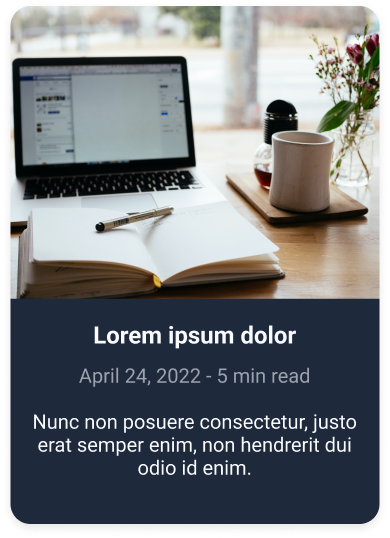 Lorem ipsum dolor
April 24, 2022 - 5 min read
Nunc non posuere consectetur, justo
erat semper enim, non hendrerit dui
odio id enim.